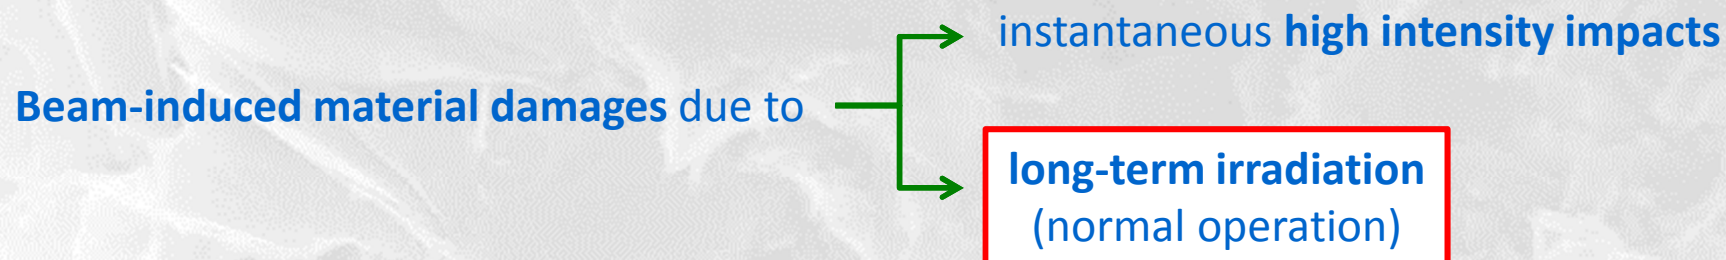 instantaneous high intensity impacts
Beam-induced material damages due to
long-term irradiation
(normal operation)